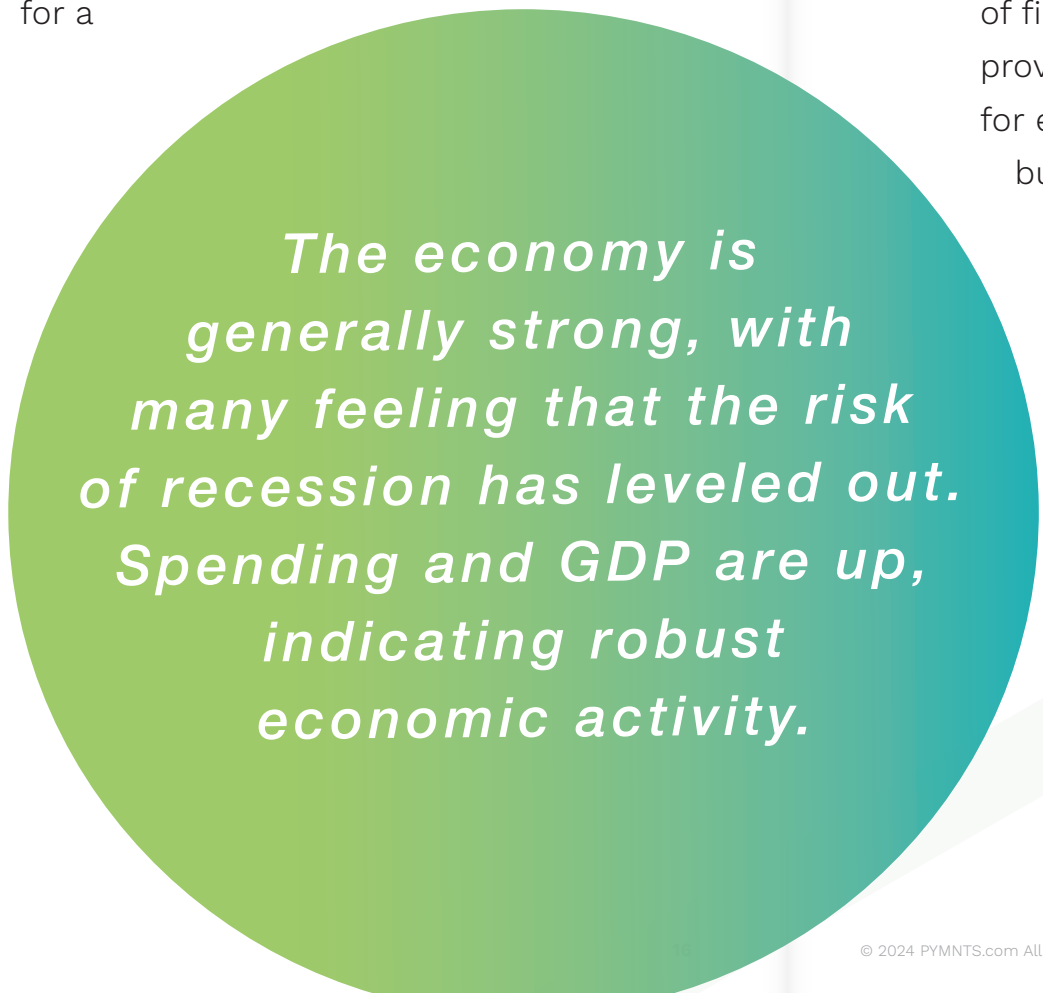 for a
The economy is
generally strong, with
many feeling that the risk
of recession has leveled out.
Spending and GDP are up,
indicating robust
economic activity.
of fi
prov
for e
bu
16
© 2024 PYMNTS.com All